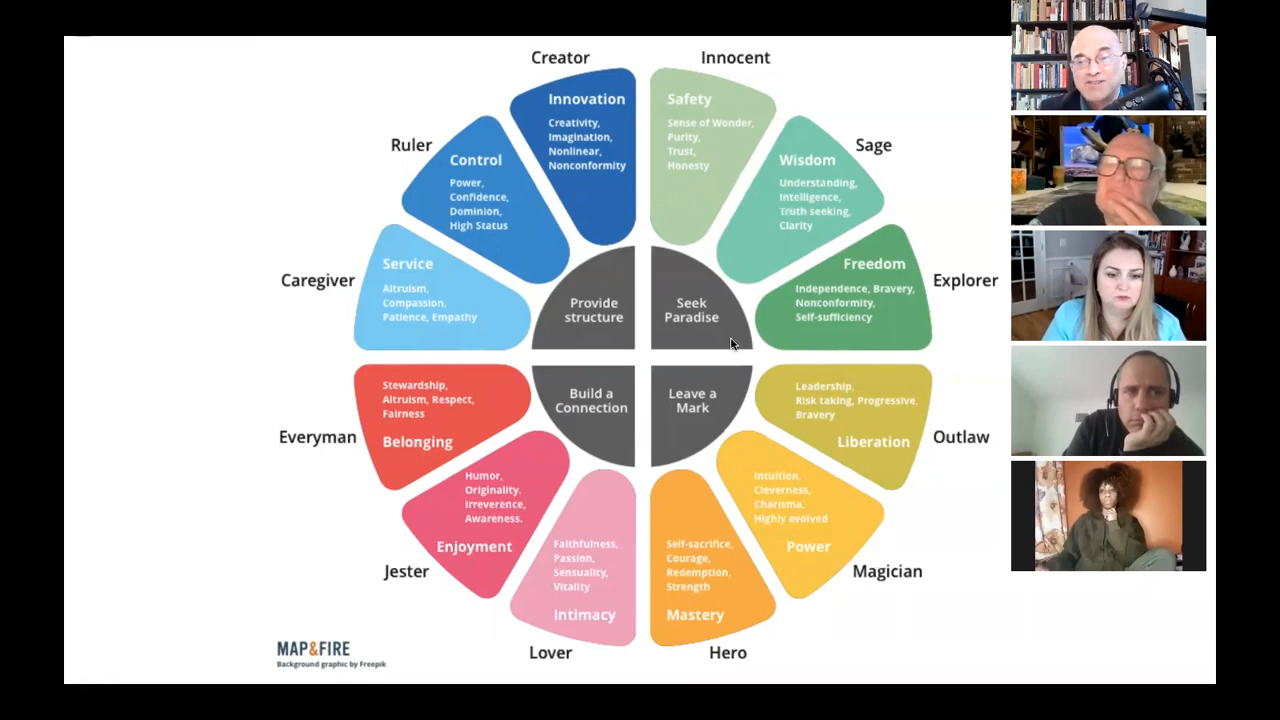 Creator
Innovation
Creativity,
Imagination,
Nonlinear,
Nonconformity
Innocent
Safety
Sense of Wonder,
Purity,
Trust,
Honesty
Ruler
Control
Power,
Confidence,
Dominion,
High Status
Sage
Wisdom
Understanding,
Intelligence,
Truth seeking,
Clarity
Caregiver
Service
Altruism,
Compassion,
Patience, Empathy
Explorer
Freedom
Independence, Bravery,
Nonconformity,
Self-sufficiency
Provide
structure
Seek
Paradise
Build a
Connection
Leave a
Mark
Everyman
Stewardship,
Altruism, Respect,
Fairness
Belonging
Outlaw
Leadership,
Risk taking, Progressive,
Bravery
Liberation
Jester
Humor,
Originality.
Irreverence,
Awareness.
Enjoyment
Magician
Intuition.
Cleverness,
Charisma,
Highly evolved
Power
Lover
Faithfulness,
Passion,
Sensuality,
Vitality
Intimacy
Hero
Self-sacrifice,
Courage,
Redemption,
Strength
Mastery
MAP&FIRE
Background graphic by Freepik